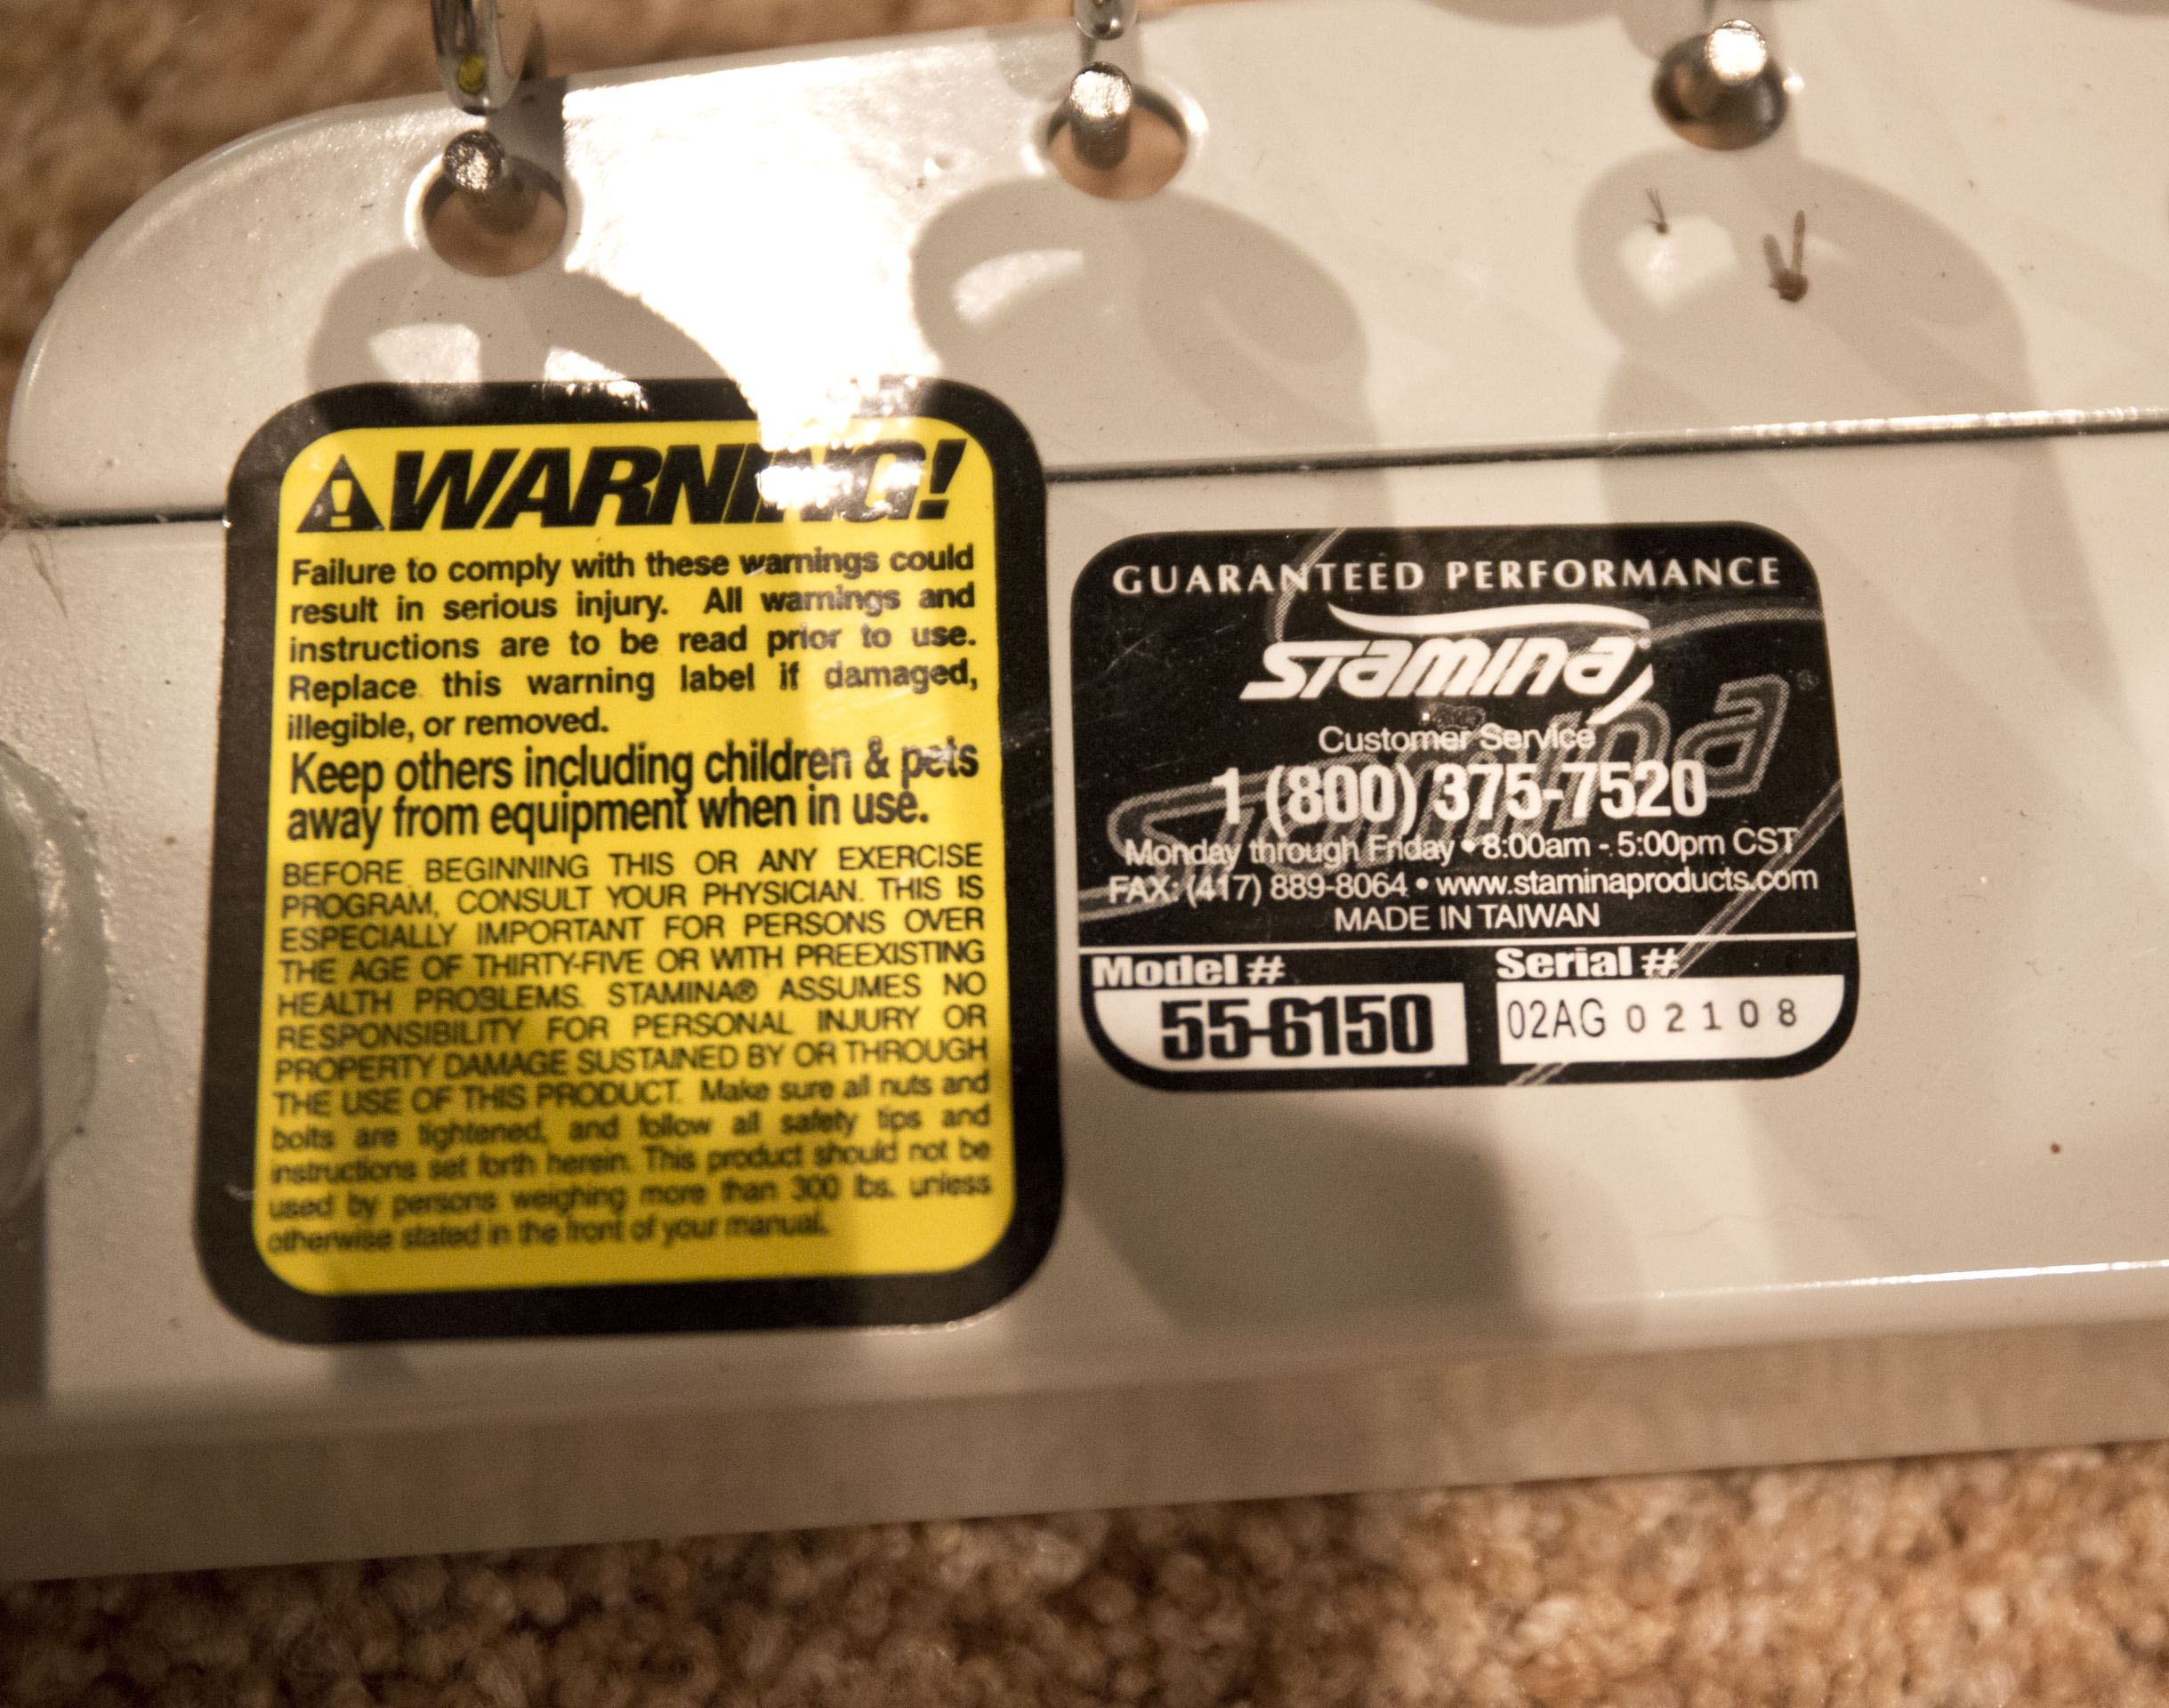 WARNING!
Failure to comply with these warnings could
result in serious injury. All warnings and
instructions are to be read prior to use.
Replace this warning label if damaged,
illegible, or removed.
Keep others including children & pets
away from equipment when in use.
BEFORE BEGINNING THIS OR ANY EXERCISE
PROGRAM, CONSULT YOUR PHYSICIAN. THIS IS
ESPECIALLY IMPORTANT FOR PERSONS OVER
THE AGE OF THIRTY-FIVE OR WITH PREEXISTING
HEALTH PROBLEMS. STAMINA® ASSUMES NO
RESPONSIBILITY FOR PERSONAL INJURY OR
PROPERTY DAMAGE SUSTAINED BY OR THROUGH
THE USE OF THIS PRODUCT. Make sure all nuts and
bolts are tightened, and follow all safety tips and
instructions set forth herein. This product should not be
used by persons weighing more than 300 lbs. unless
otherwise stated in the front of your manual.
GUARANTEED PERFORMANCE
Stamina
Customer Service
1 (800) 375-7520
Monday through Friday • 8:00am - 5:00pm CST
FAX: (417) 889-8064 • www.staminaproducts.com
MADE IN TAIWAN
Model # Serial #
55-6150 02AG 02108